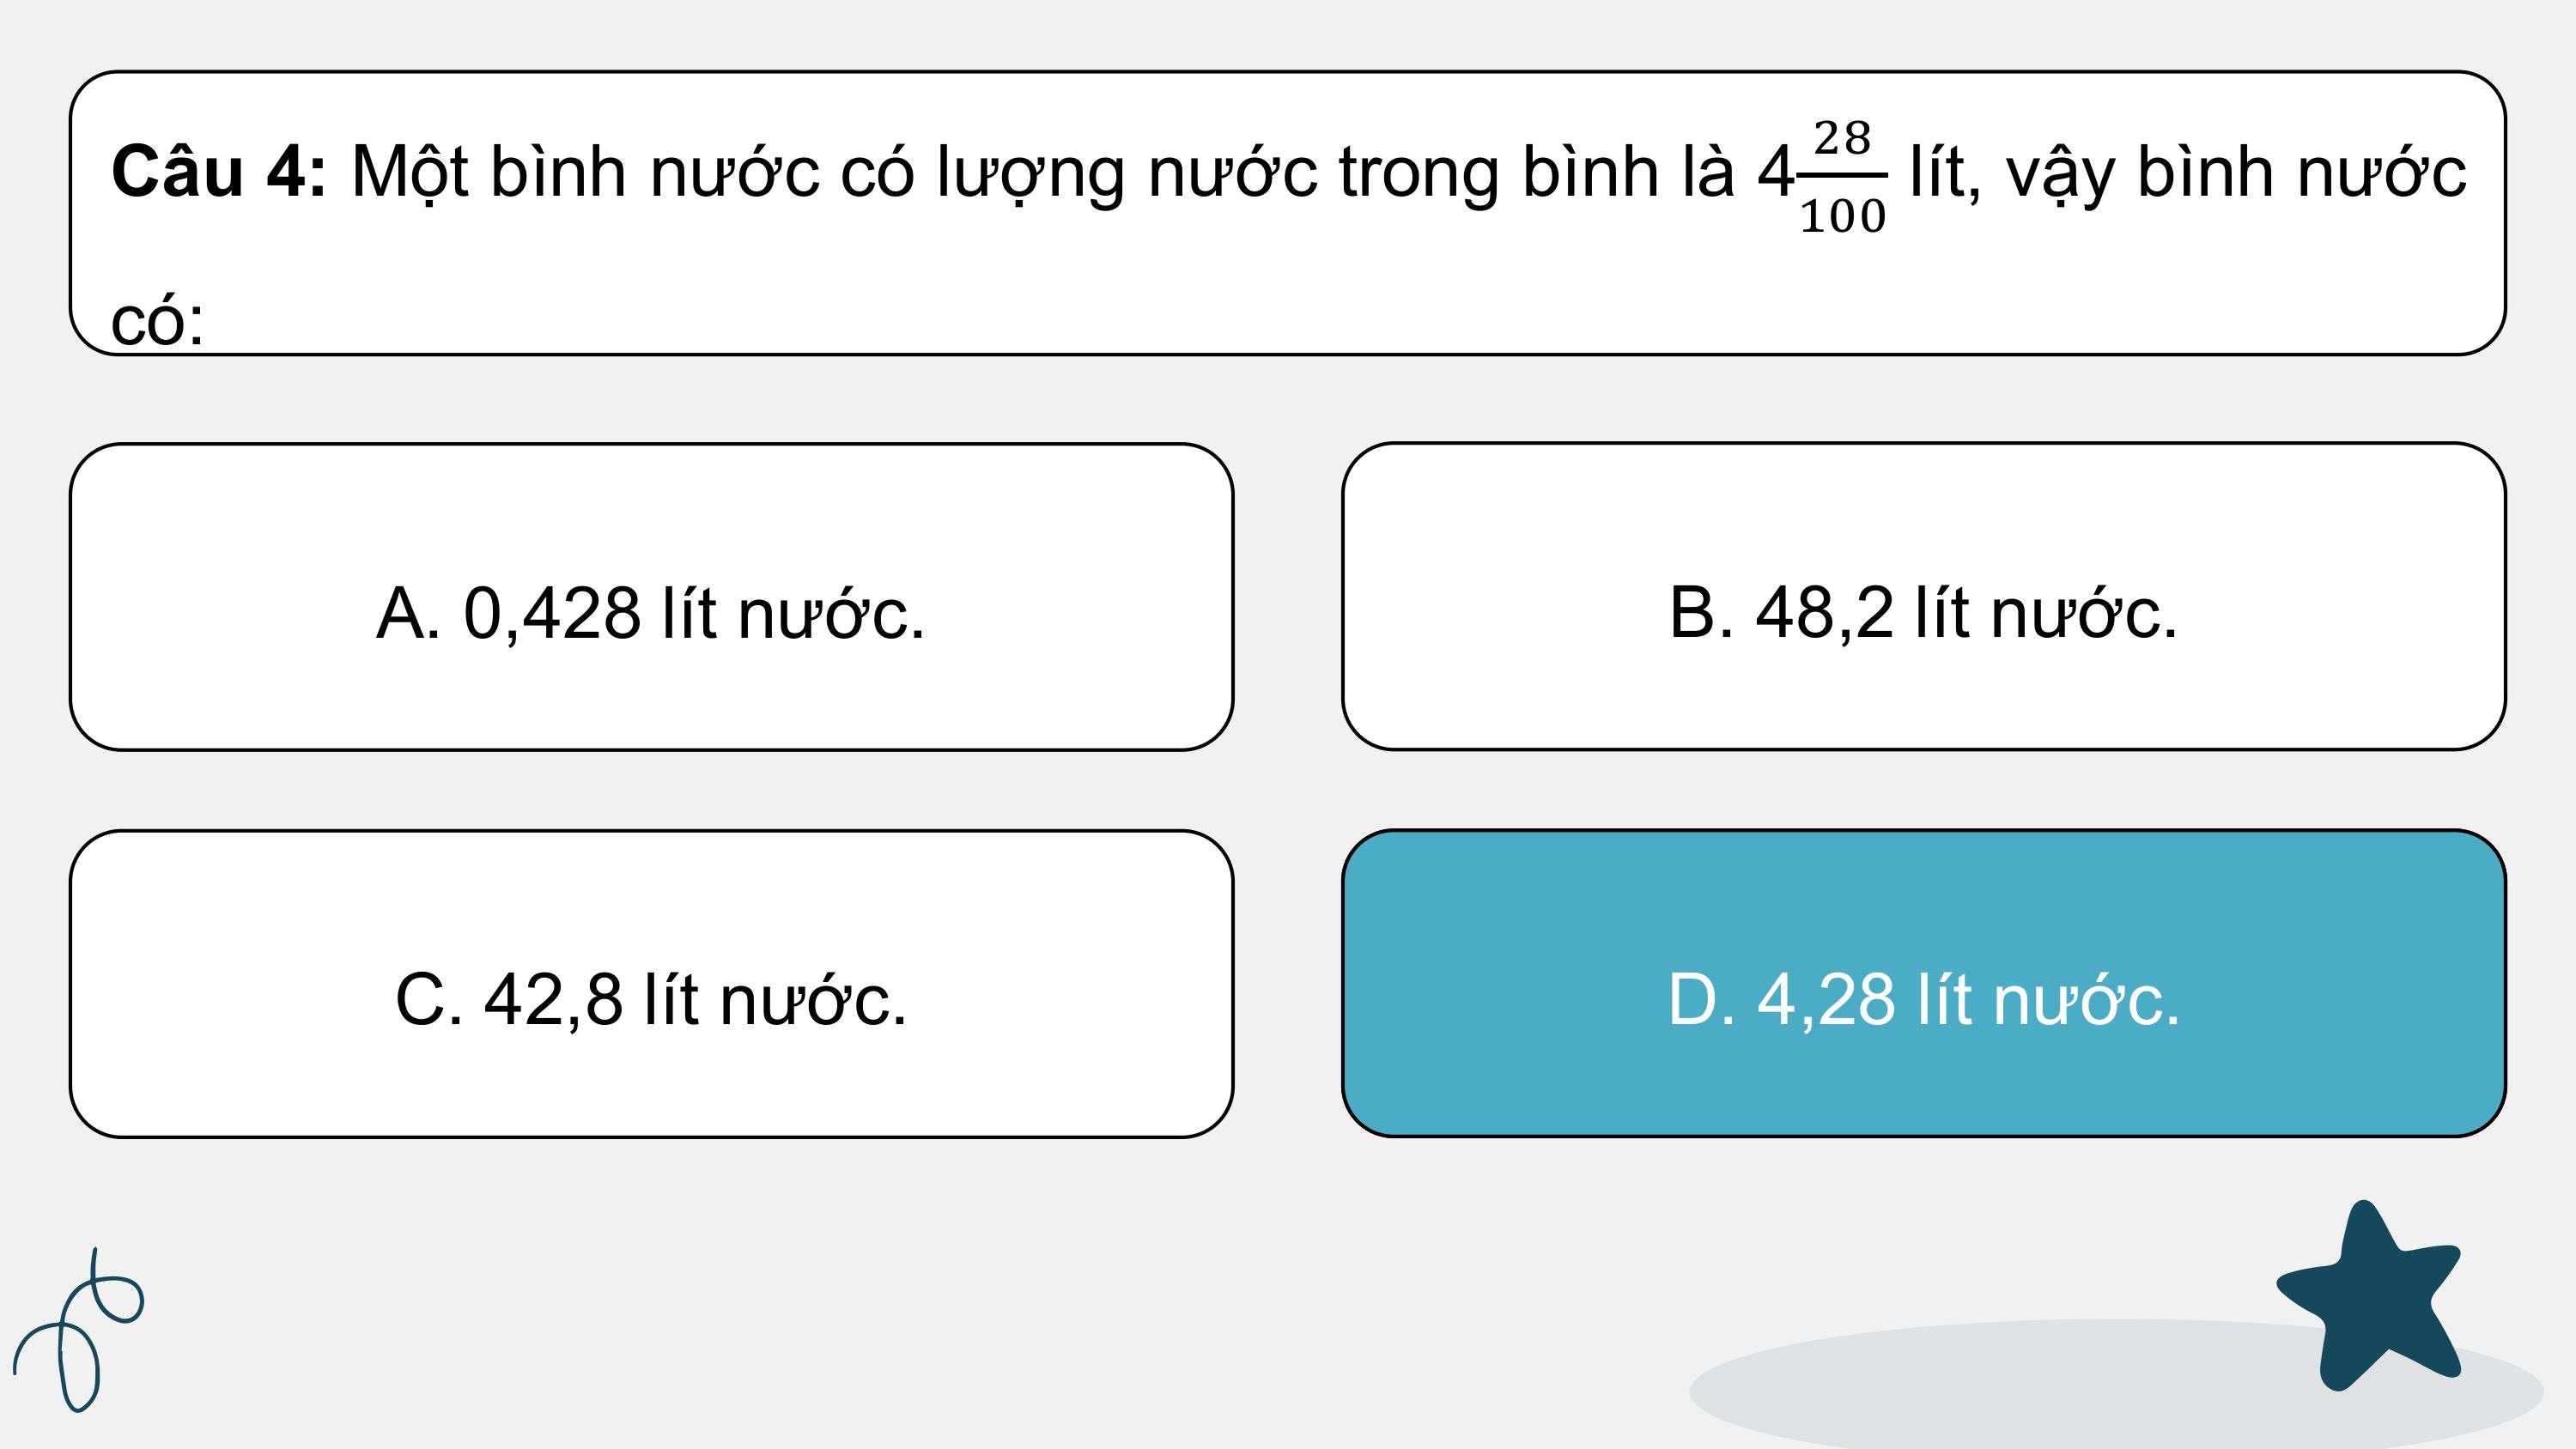 Câu 4: Một bình nước có lượng nước trong bình là 4\frac{28}{100} lít, vậy bình nước
có:
A. 0,428 lít nước.
B. 48,2 lít nước.
C. 42,8 lít nước.
D. 4,28 lít nước.